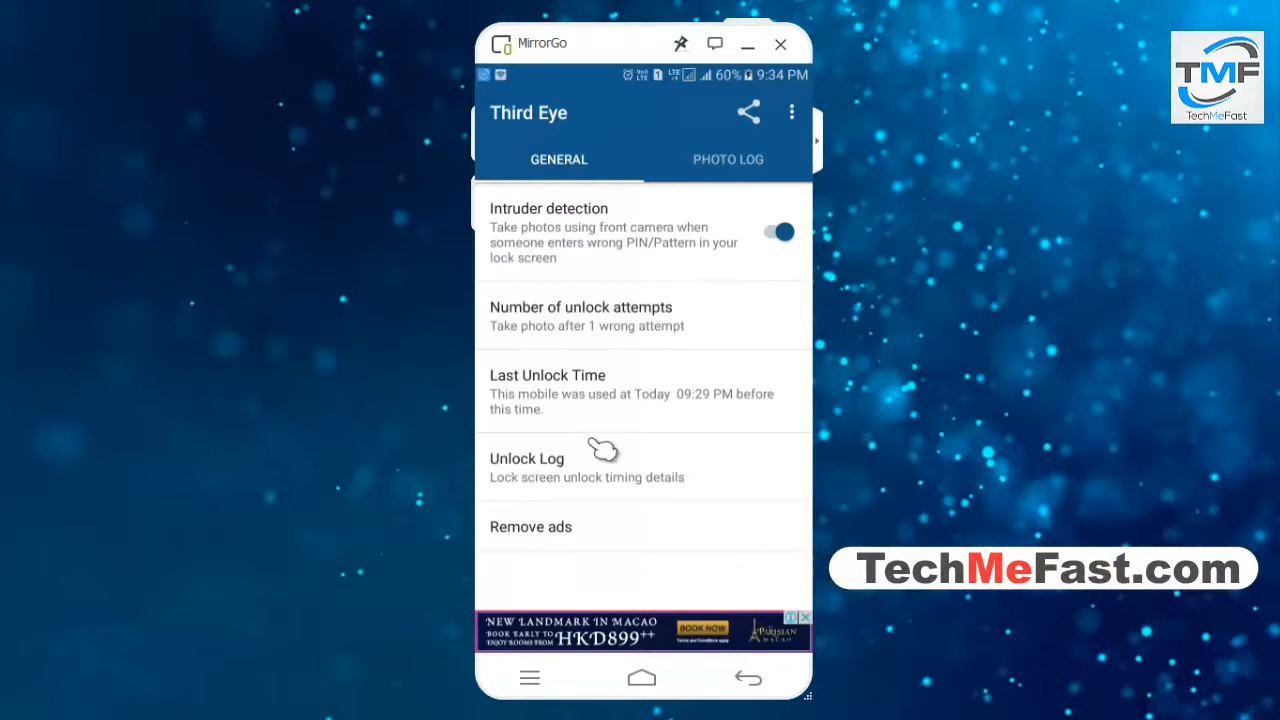 MirrorGo
60% 9:34 PM
Third Eye
GENERAL
PHOTO LOG
Intruder detection
Take photos using front camera when
someone enters wrong PIN/Pattern in your
lock screen
Number of unlock attempts
Take photo after 1 wrong attempt
Last Unlock Time
This mobile was used at Today 09:29 PM before
this time.
Unlock Log
Lock screen unlock timing details
Remove ads
NEW LANDMARK IN MACAO
BOOK EARLY TO
ENJOY ROOMS FROM HKD899++
BOOK NOW
Terms and Conditions apply
PARISIAN
MACAO
TMF
TechMeFast
TechMeFast.com